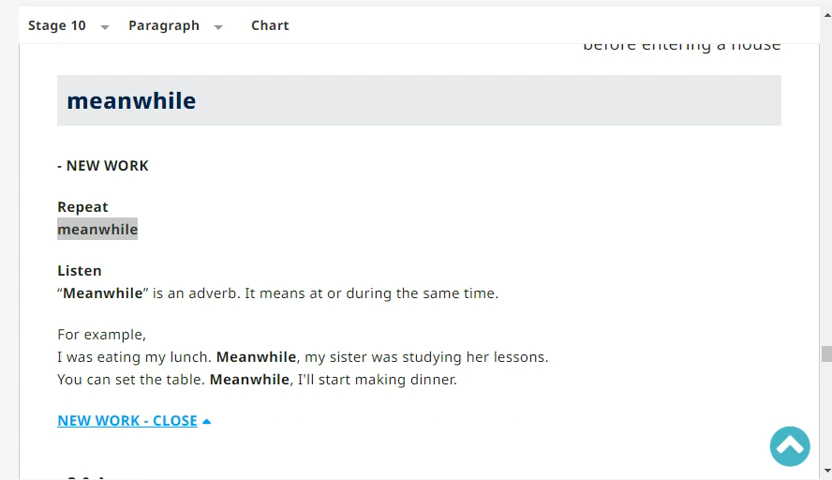 Stage 10 Paragraph Chart
before entering a house
meanwhile
- NEW WORK
Repeat
meanwhile
Listen
“Meanwhile” is an adverb. It means at or during the same time.
For example,
I was eating my lunch. Meanwhile, my sister was studying her lessons.
You can set the table. Meanwhile, I'll start making dinner.
NEW WORK - CLOSE